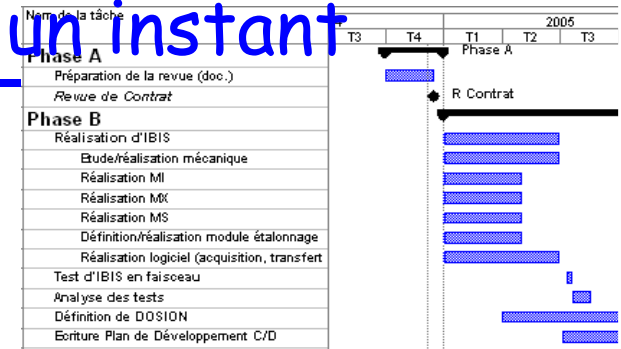 un instant
Nom de la tâche
2005
T3 T4 T1 T2 T3
Phase A
Phase A
Préparation de la revue (doc.)
Revue de Contrat
R Contrat
Phase B
Réalisation d'IBIS
Etude/réalisation mécanique
Réalisation MI
Réalisation MX
Réalisation MS
Définition/réalisation module étalonnage
Réalisation logiciel (acquisition, transfert
Test d'IBIS en faisceau
Analyse des tests
Définition de DOSION
Ecriture Plan de Développement C/D